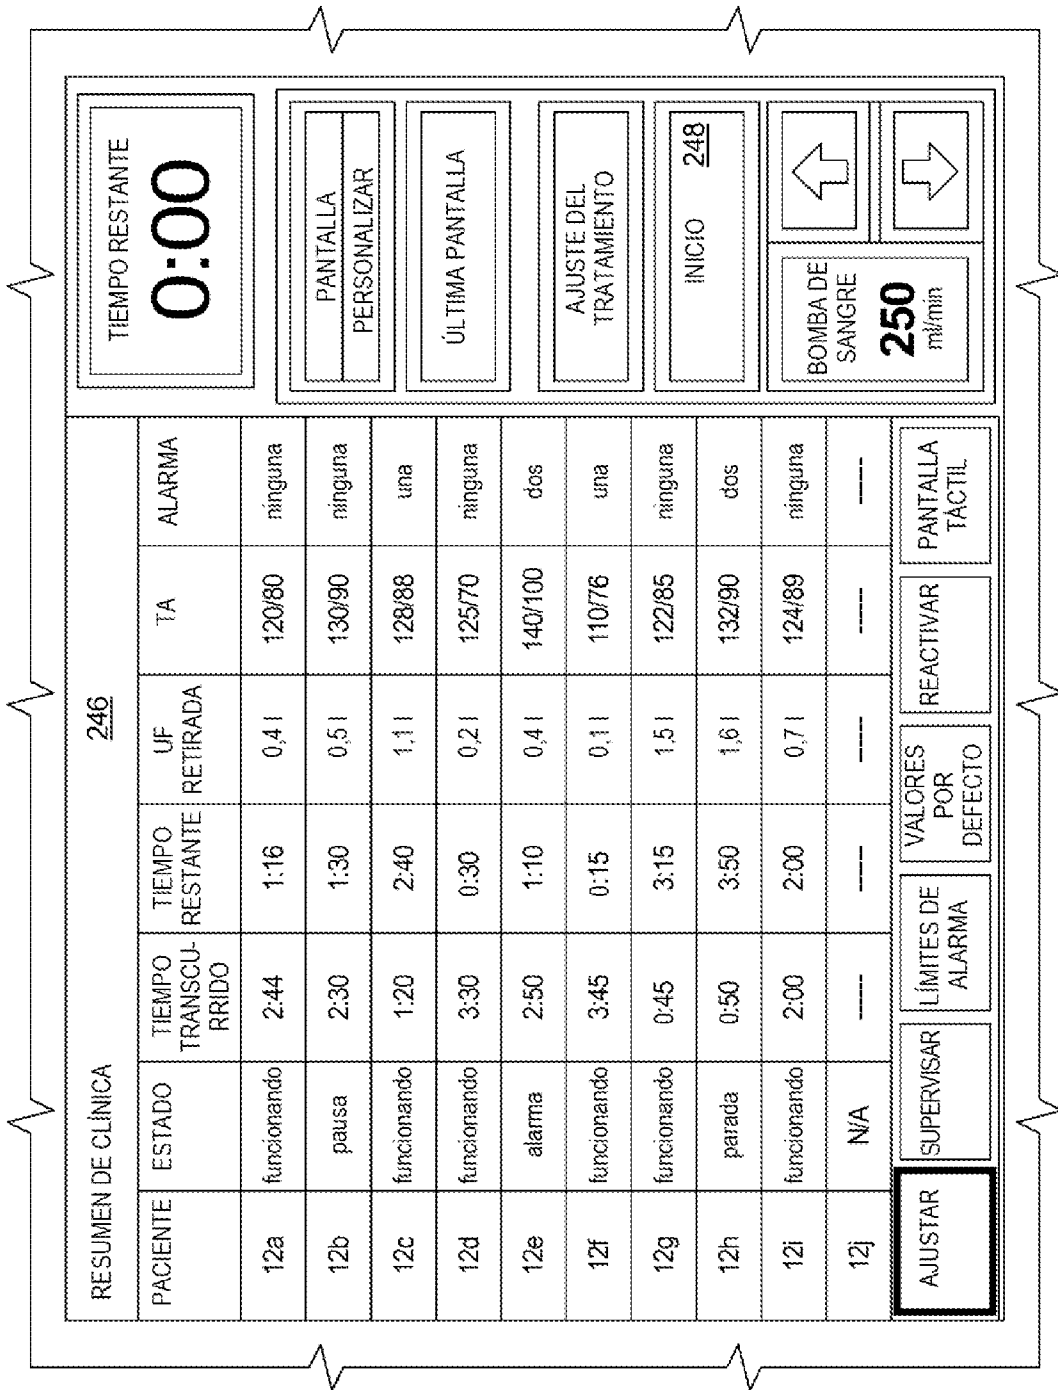 RESUMEN DE CLÍNICA
246
PACIENTE ESTADO TIEMPO TRANSCU- RRIDO TIEMPO RESTANTE UF RETIRADA TA ALARMA
12a funcionando 2:44 1:16 0,4 l 120/80 ninguna
12b pausa 2:30 1:30 0,5 l 130/90 ninguna
12c funcionando 1:20 2:40 1,1 l 128/88 una
12d funcionando 3:30 0:30 0,2 l 125/70 ninguna
12e alarma 2:50 1:10 0,4 l 140/100 dos
12f funcionando 3:45 0:15 0,1 l 110/76 una
12g funcionando 0:45 3:15 1,5 l 122/85 ninguna
12h parada 0:50 3:50 1,6 l 132/90 dos
12i funcionando 2:00 2:00 0,7 l 124/89 ninguna
12j N/A ----- ----- ----- ----- -----
AJUSTAR
SUPERVISAR
LÍMITES DE
ALARMA
VALORES
POR
DEFECTO
REACTIVAR
PANTALLA
TÁCTIL
TIEMPO RESTANTE
0:00
PANTALLA
PERSONALIZAR
ÚLTIMA PANTALLA
AJUSTE DEL
TRATAMIENTO
INICIO 248
BOMBA DE
SANGRE
250
ml/min